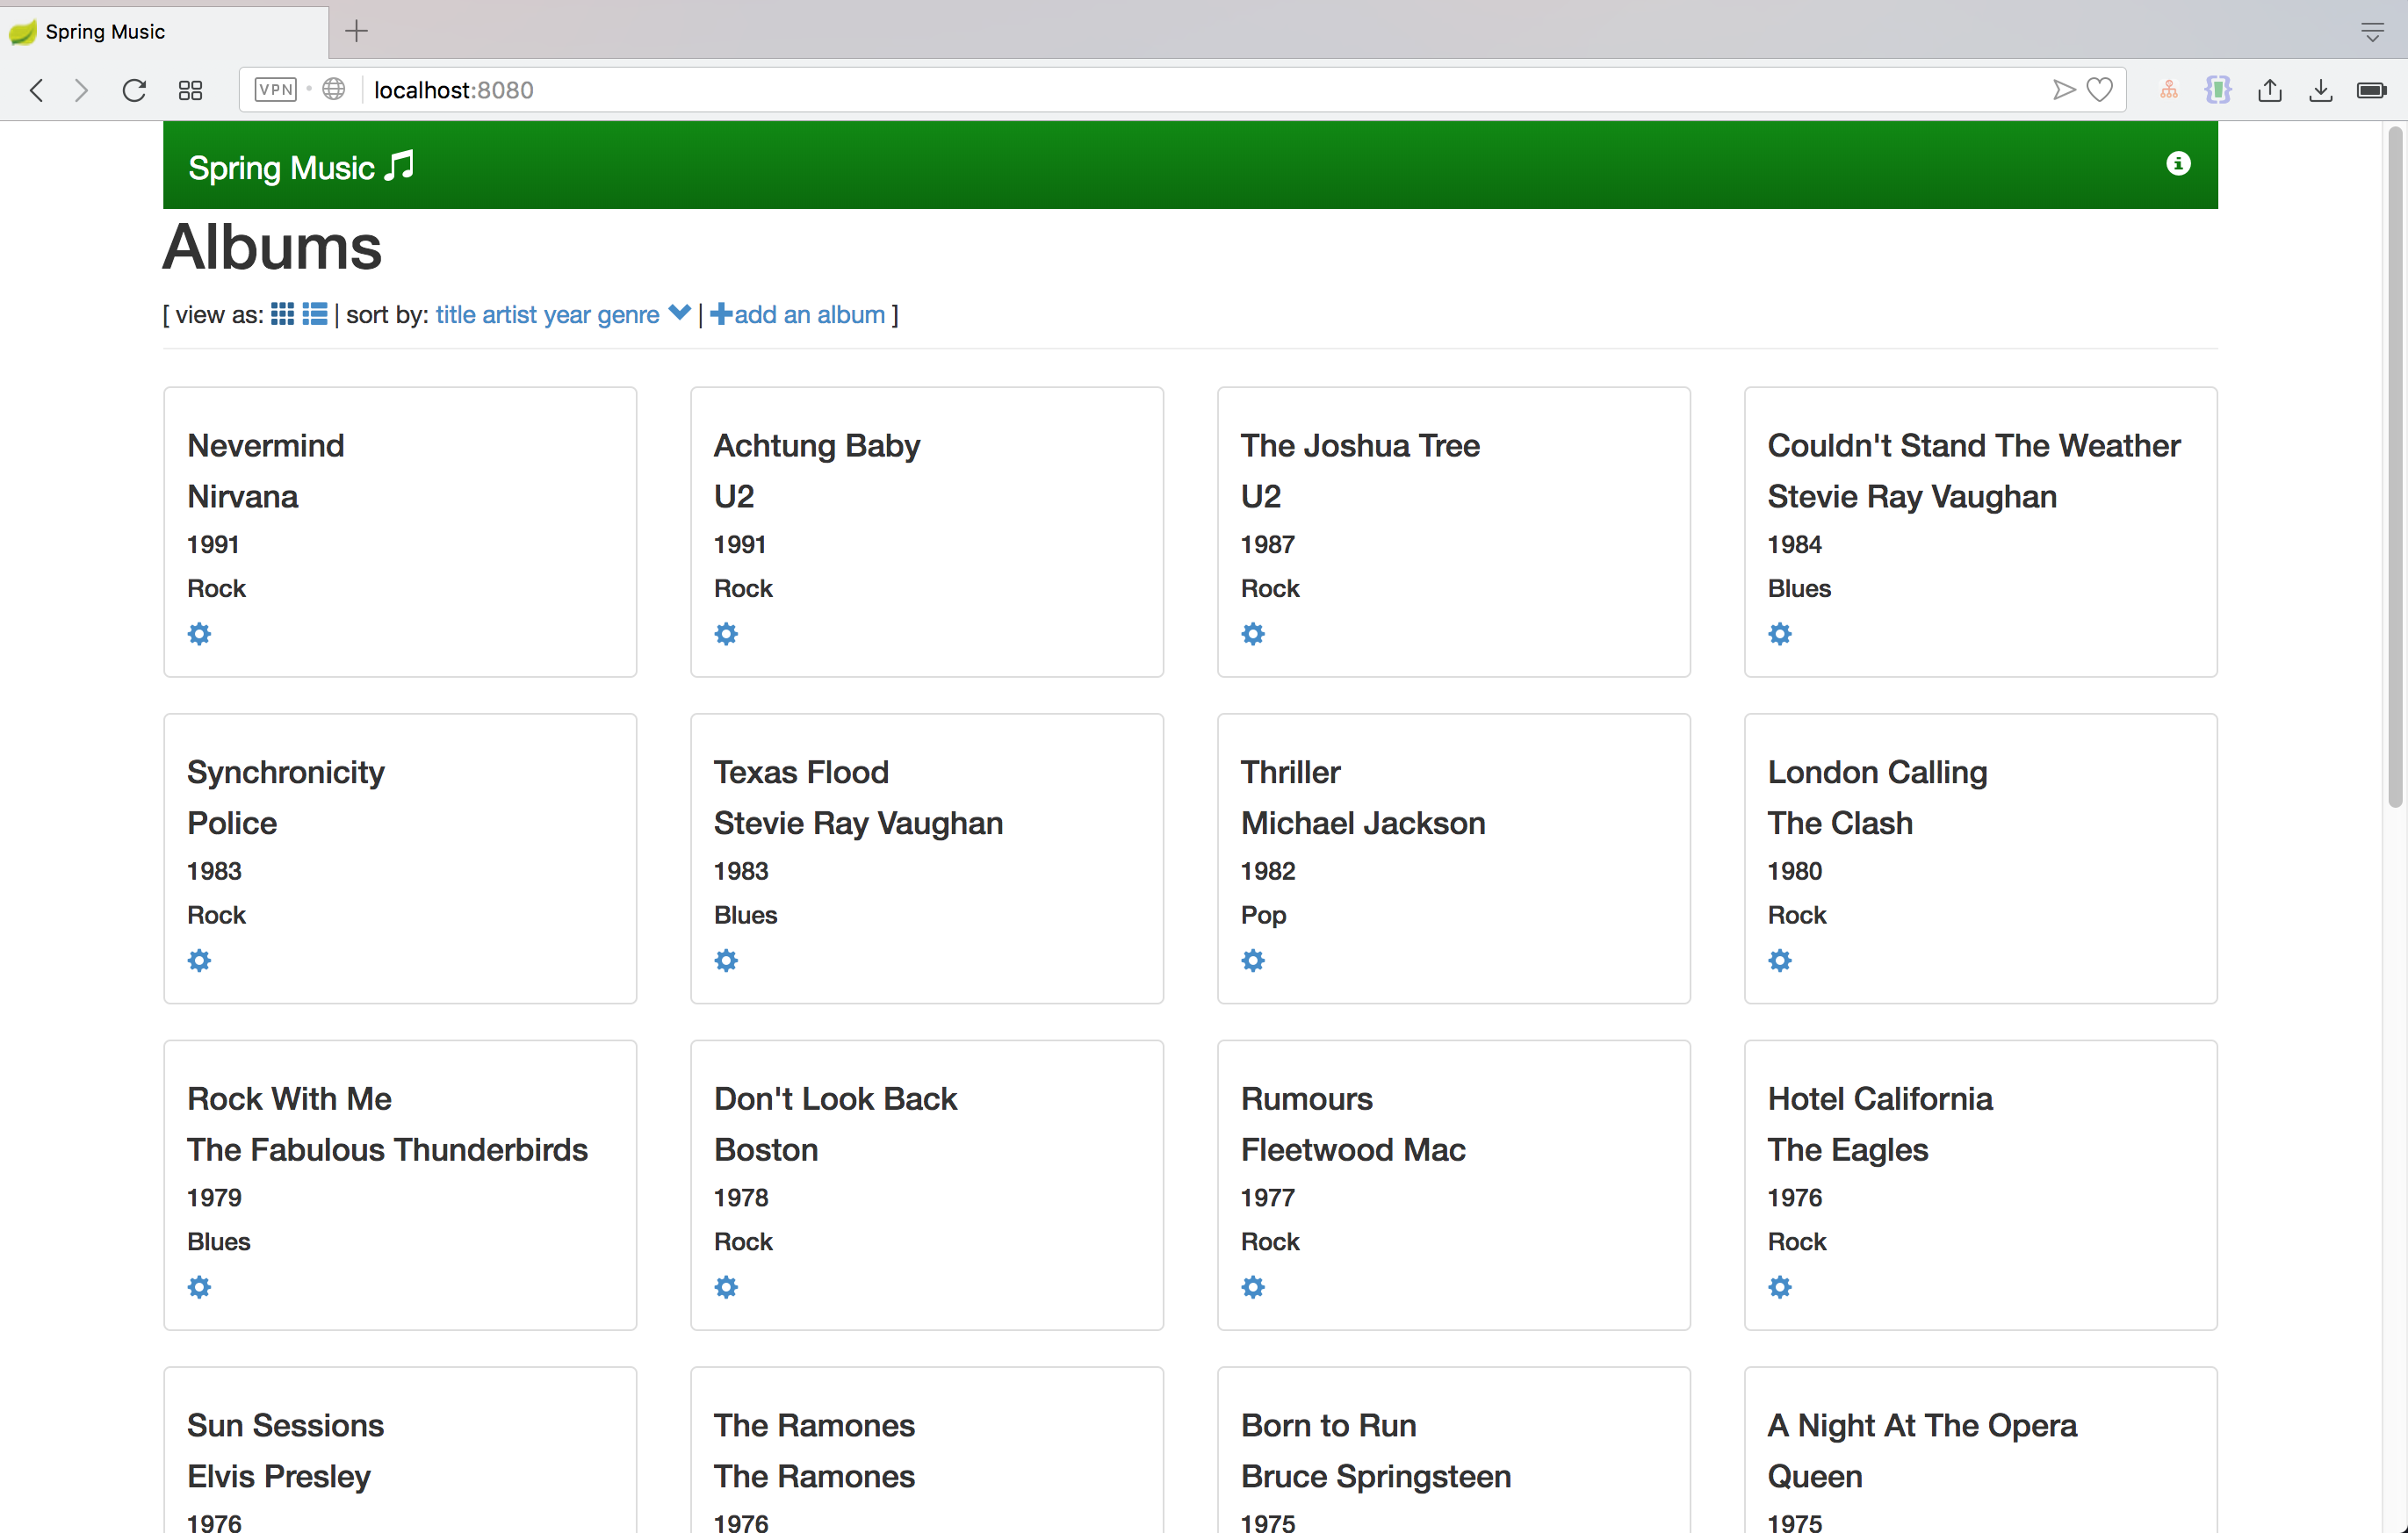 Spring Music
VPN localhost:8080
Spring Music
Albums
[ view as: | sort by: title artist year genre | add an album ]
Nevermind
Nirvana
1991
Rock
Achtung Baby
U2
1991
Rock
The Joshua Tree
U2
1987
Rock
Couldn't Stand The Weather
Stevie Ray Vaughan
1984
Blues
Synchronicity
Police
1983
Rock
Texas Flood
Stevie Ray Vaughan
1983
Blues
Thriller
Michael Jackson
1982
Pop
London Calling
The Clash
1980
Rock
Rock With Me
The Fabulous Thunderbirds
1979
Blues
Don't Look Back
Boston
1978
Rock
Rumours
Fleetwood Mac
1977
Rock
Hotel California
The Eagles
1976
Rock
Sun Sessions
Elvis Presley
1976
The Ramones
The Ramones
1976
Born to Run
Bruce Springsteen
1975
A Night At The Opera
Queen
1975